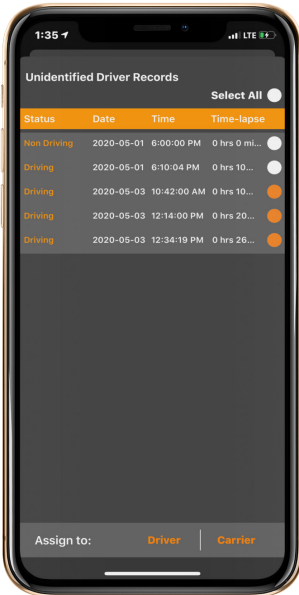 1:35 LTE
Unidentified Driver Records
Select All
Status Date Time Time-lapse
Non Driving 2020-05-01 6:00:00 PM 0 hrs 0 mi...
Driving 2020-05-01 6:10:04 PM 0 hrs 10...
Driving 2020-05-03 10:42:00 AM 0 hrs 10...
Driving 2020-05-03 12:14:00 PM 0 hrs 20...
Driving 2020-05-03 12:34:19 PM 0 hrs 26...
Assign to: Driver Carrier